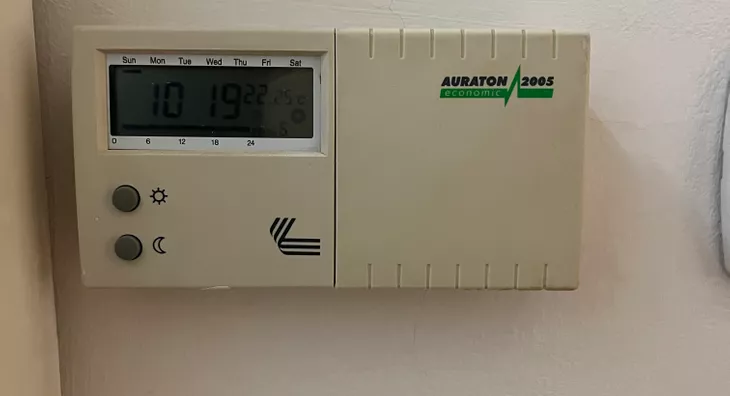 Sun Mon Tue Wed Thu Fri Sat
10 19 22.25°C
6
0 6 12 18 24
AURATON 2005
economic